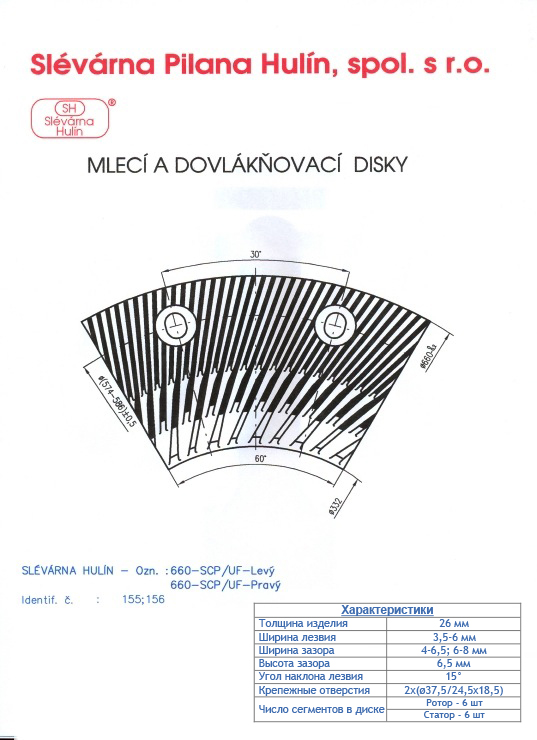 Slévárna Pilana Hulín, spol. s r.o.
SH
Slévárna
Hulín
®
MLECÍ A DOVLÁKŇOVACÍ DISKY
30°
ø(574-586)±0,5
60°
ø332
SLÉVÁRNA HULÍN – Ozn. : 660-SCP/UF-Levý
660-SCP/UF-Pravý
Identif. č. : 155;156
Характеристики
Толщина изделия 26 мм
Ширина лезвия 3,5-6 мм
Ширина зазора 4-6,5; 6-8 мм
Высота зазора 6,5 мм
Угол наклона лезвия 15°
Крепежные отверстия 2x(ø37,5/24,5x18,5)
Число сегментов в диске Ротор - 6 шт
Статор - 6 шт